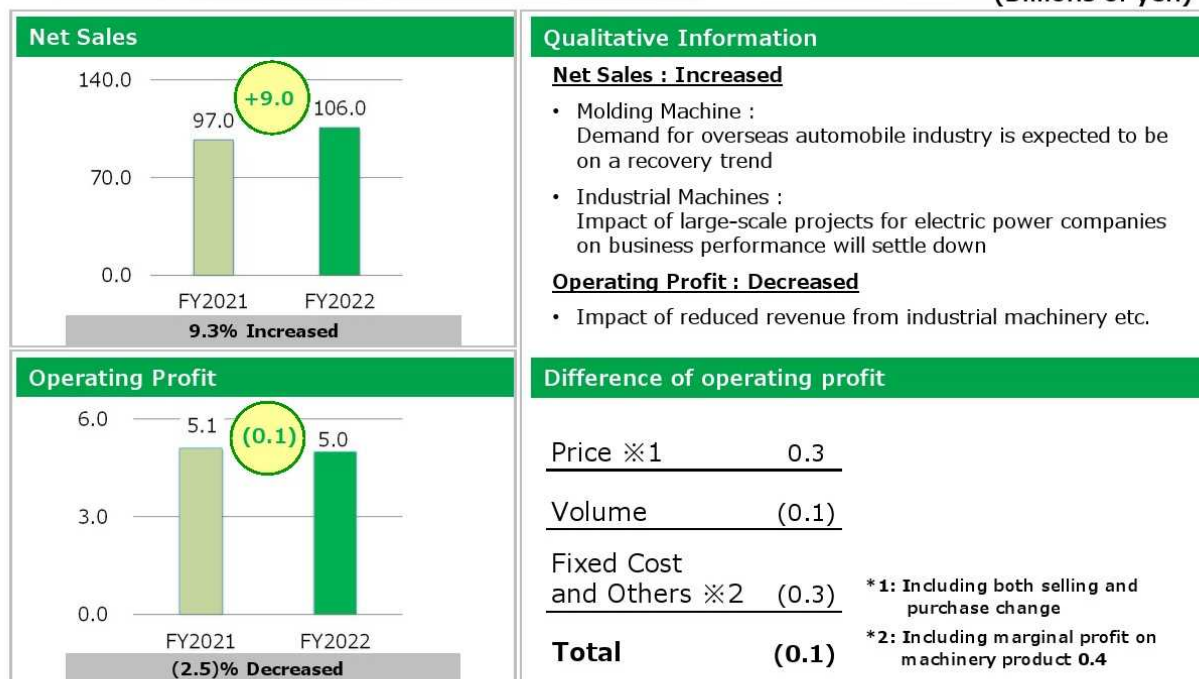 (Billions of yen)
Net Sales
140.0
70.0
0.0
97.0
+9.0
106.0
FY2021
FY2022
9.3% Increased
Qualitative Information
Net Sales : Increased
• Molding Machine :
Demand for overseas automobile industry is expected to be
on a recovery trend
• Industrial Machines :
Impact of large-scale projects for electric power companies
on business performance will settle down
Operating Profit : Decreased
• Impact of reduced revenue from industrial machinery etc.
Operating Profit
6.0
3.0
0.0
5.1
(0.1)
5.0
FY2021
FY2022
(2.5)% Decreased
Difference of operating profit
Price ※1 0.3
Volume (0.1)
Fixed Cost
and Others ※2 (0.3)
Total (0.1)
*1: Including both selling and
purchase change
*2: Including marginal profit on
machinery product 0.4